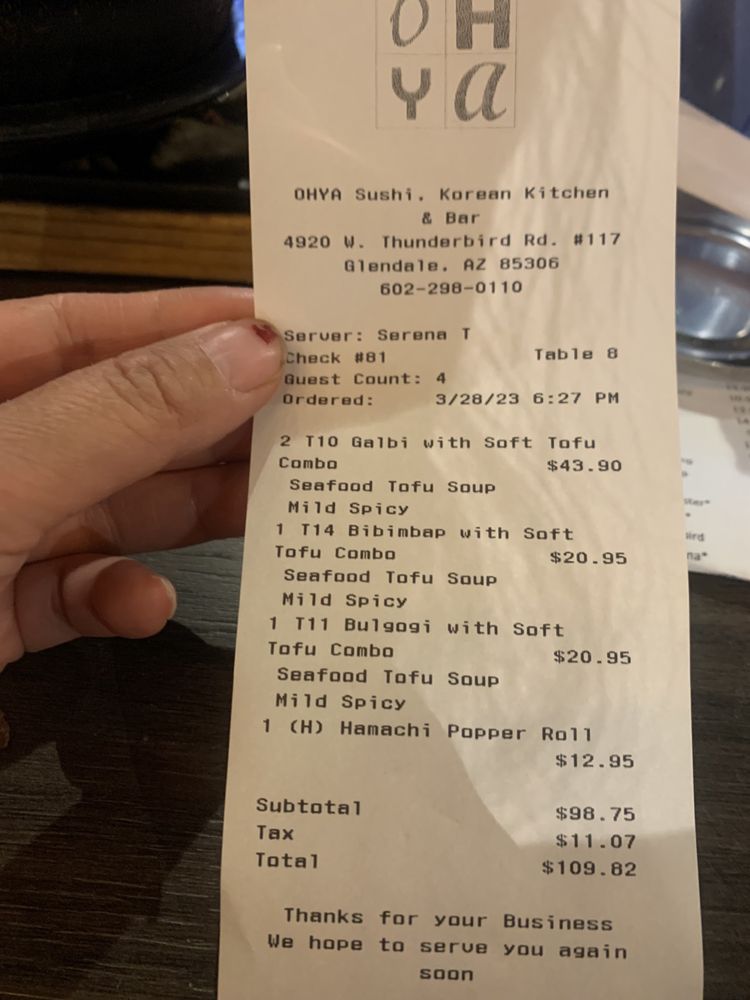 O H
Y a
OHYA Sushi, Korean Kitchen
& Bar
4920 W. Thunderbird Rd. #117
Glendale, AZ 85306
602-298-0110
Server: Serena T
Check #81 Table 8
Guest Count: 4
Ordered: 3/28/23 6:27 PM
2 T10 Galbi with Soft Tofu
Combo $43.90
Seafood Tofu Soup
Mild Spicy
1 T14 Bibimbap with Soft
Tofu Combo $20.95
Seafood Tofu Soup
Mild Spicy
1 T11 Bulgogi with Soft
Tofu Combo $20.95
Seafood Tofu Soup
Mild Spicy
1 (H) Hamachi Popper Roll
$12.95
Subtotal $98.75
Tax $11.07
Total $109.82
Thanks for your Business
We hope to serve you again
soon